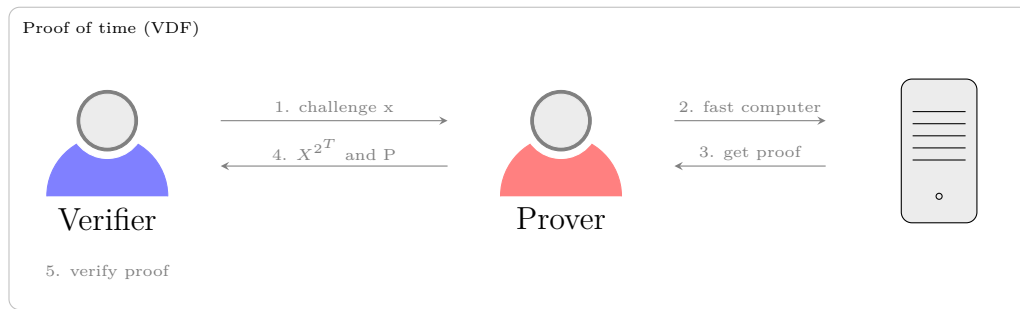 Proof of time (VDF)
1. challenge x
2. fast computer
4. $X^{2^T}$ and P
3. get proof
Verifier
Prover
5. verify proof